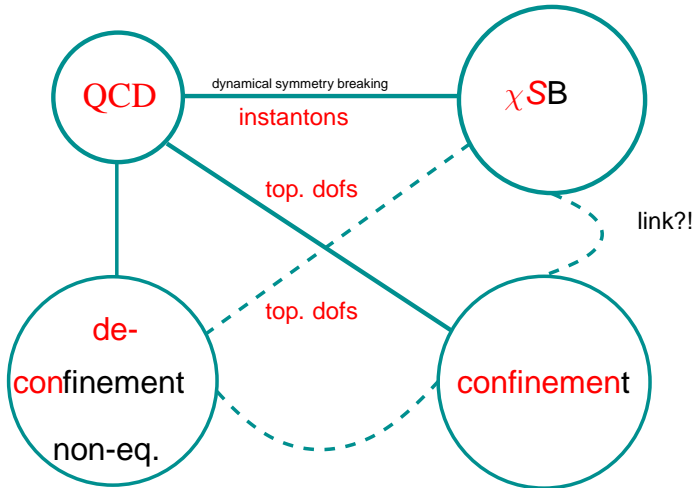 QCD
dynamical symmetry breaking
instantons
χSB
top. dofs
link?!
top. dofs
de-
confinement
non-eq.
confinement